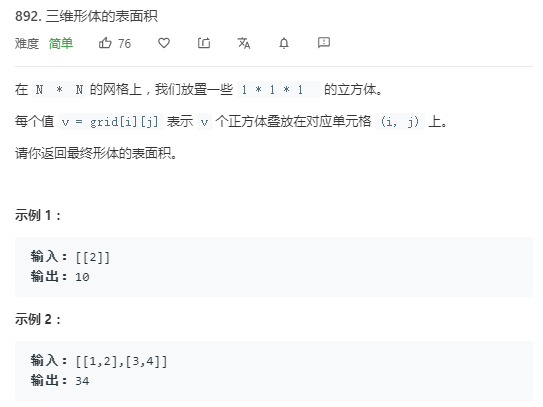 892. 三维形体的表面积
难度 简单 76
在 N * N 的网格上，我们放置一些 1 * 1 * 1 的立方体。
每个值 v = grid[i][j] 表示 v 个正方体叠放在对应单元格 (i, j) 上。
请你返回最终形体的表面积。
示例 1：
输入：[[2]]
输出：10
示例 2：
输入：[[1,2],[3,4]]
输出：34